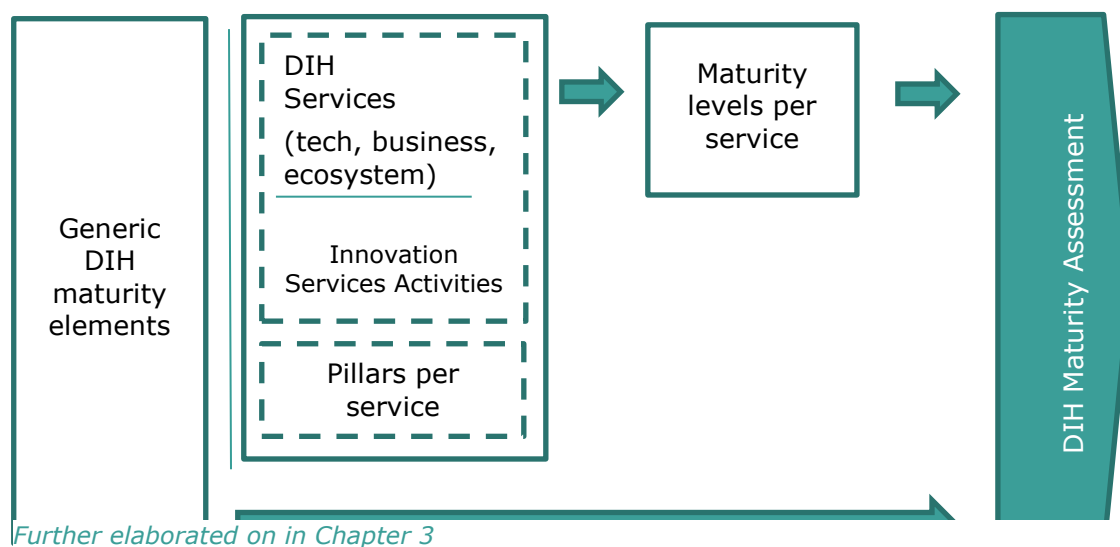 Generic
DIH
maturity
elements
DIH
Services
(tech, business,
ecosystem)
Innovation
Services Activities
Pillars per
service
Maturity
levels per
service
DIH Maturity Assessment
Further elaborated on in Chapter 3